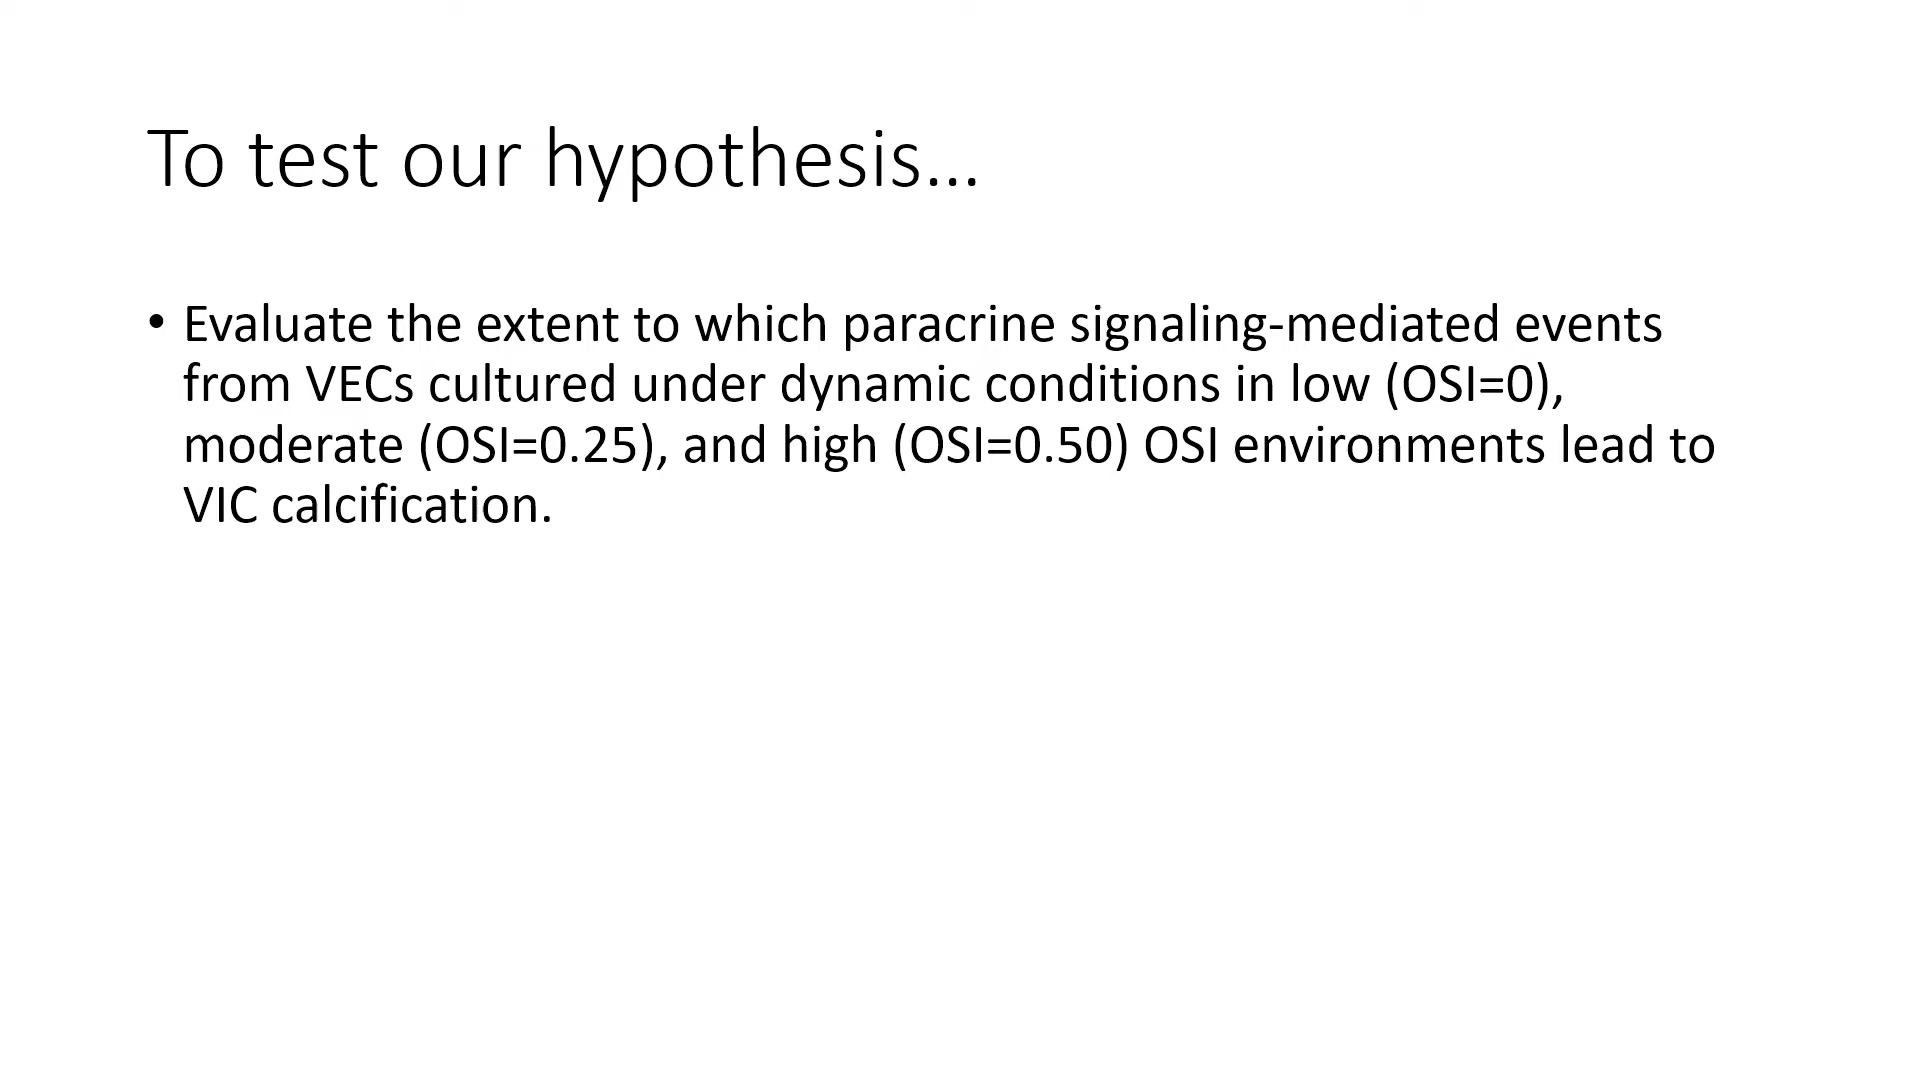 To test our hypothesis...
• Evaluate the extent to which paracrine signaling-mediated events
from VECs cultured under dynamic conditions in low (OSI=0),
moderate (OSI=0.25), and high (OSI=0.50) OSI environments lead to
VIC calcification.